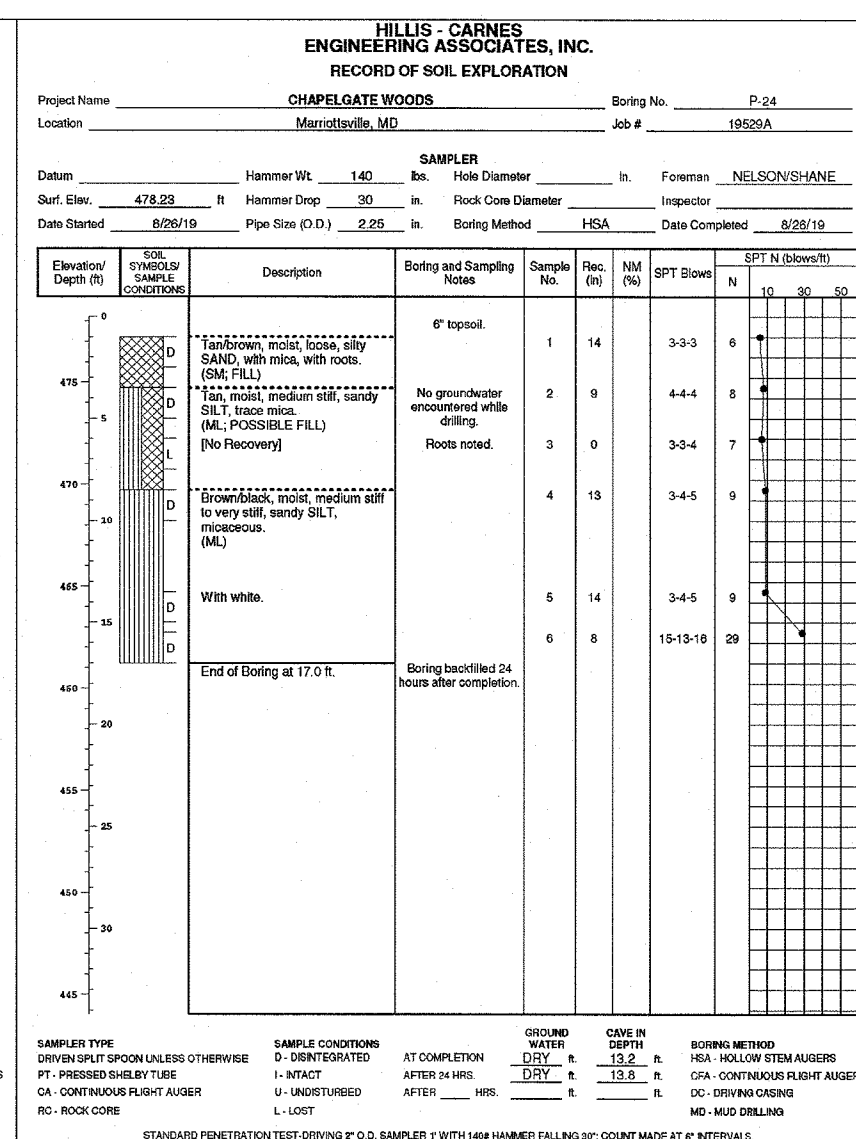 HILLIS - CARNES
ENGINEERING ASSOCIATES, INC.
RECORD OF SOIL EXPLORATION
Project Name CHAPELGATE WOODS Boring No. P-24
Location Marriottsville, MD Job # 19529A
SAMPLER
Datum Hammer Wt. 140 lbs. Hole Diameter in. Foreman NELSON/SHANE
Surf. Elev. 478.23 ft Hammer Drop 30 in. Rock Core Diameter Inspector
Date Started 8/26/19 Pipe Size (O.D.) 2.25 in. Boring Method HSA Date Completed 8/26/19
Elevation/ Depth (ft) SOIL SYMBOLS/ SAMPLE CONDITIONS Description Boring and Sampling Notes Sample No. Rec. (in) NM (%) SPT Blows N SPT N (blows/ft)
10 30 50
0
6" topsoil.
Tan/brown, moist, loose, silty 1 14 3-3-3 6
D
SAND, with mica, with roots.
(SM; FILL)
475
Tan, moist, medium stiff, sandy No groundwater 2 9 4-4-4 8
D
SILT, trace mica. encountered while
5 (ML; POSSIBLE FILL) drilling.
[No Recovery] Roots noted. 3 0 3-3-4 7
L
470
Brown/black, moist, medium stiff 4 13 3-4-5 9
D
to very stiff, sandy SILT,
10 micaceous.
(ML)
465
With white. 5 14 3-4-5 9
D
15
6 8 15-13-16 29
D
End of Boring at 17.0 ft. Boring backfilled 24
460 hours after completion.
20
455
25
450
30
445
GROUND WATER CAVE IN DEPTH
SAMPLER TYPE SAMPLE CONDITIONS BORING METHOD
DRIVEN SPLIT SPOON UNLESS OTHERWISE D - DISINTEGRATED AT COMPLETION DRY ft. 13.2 ft. HSA - HOLLOW STEM AUGERS
PT - PRESSED SHELBY TUBE I - INTACT AFTER 24 HRS. DRY ft. 13.8 ft. CFA - CONTINUOUS FLIGHT AUGER
CA - CONTINUOUS FLIGHT AUGER U - UNDISTURBED AFTER HRS. ft. ft. DC - DRIVING CASING
RC - ROCK CORE L - LOST MD - MUD DRILLING
STANDARD PENETRATION TEST-DRIVING 2" O.D. SAMPLER 1' WITH 140# HAMMER FALLING 30"; COUNT MADE AT 6" INTERVALS